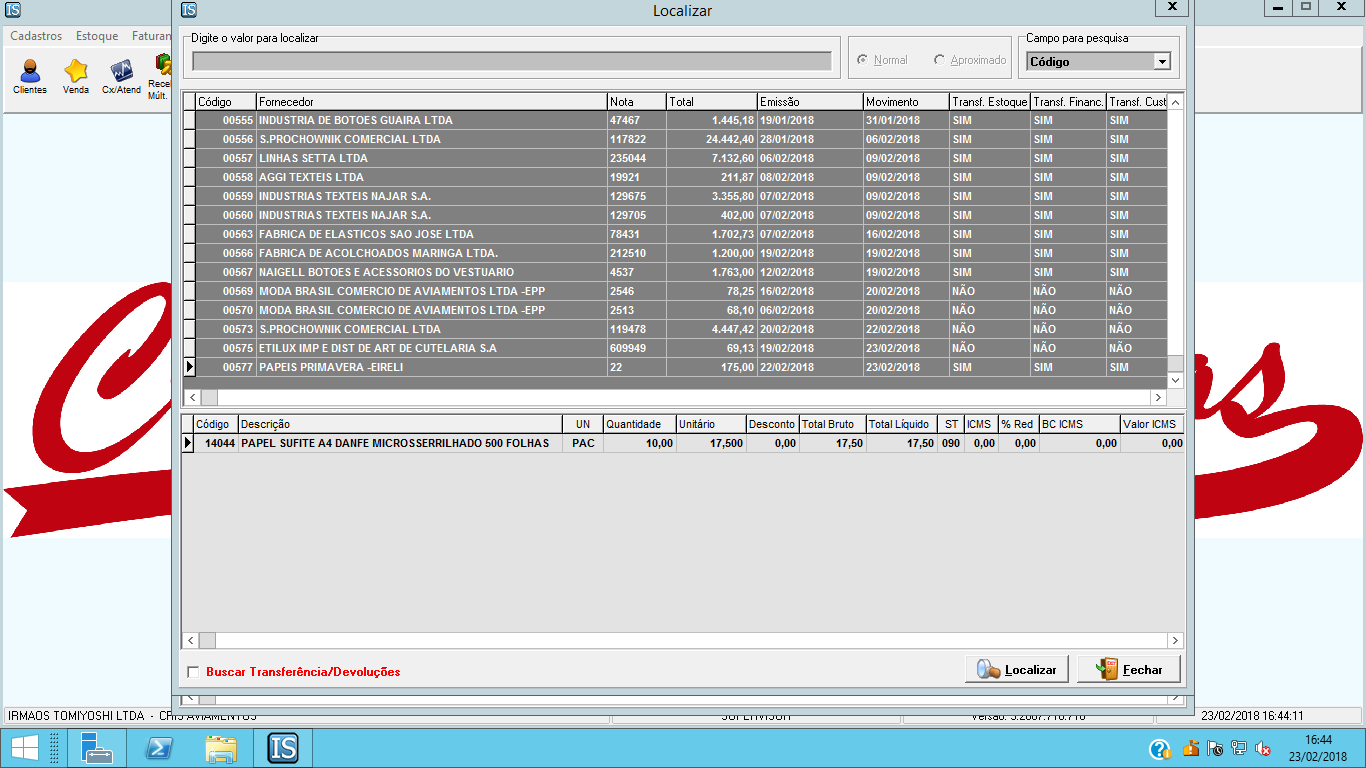 IS
IS Localizar
Cadastros Estoque Faturan
Clientes Venda Cx/Atend Recel Múlt.
Digite o valor para localizar
Normal Aproximado
Campo para pesquisa
Código
Código Fornecedor Nota Total Emissão Movimento Transf. Estoque Transf. Financ. Transf. Cust
00555 INDUSTRIA DE BOTOES GUAIRA LTDA 47467 1.445,18 19/01/2018 31/01/2018 SIM SIM SIM
00556 S.PROCHOWNIK COMERCIAL LTDA 117822 24.442,40 28/01/2018 06/02/2018 SIM SIM SIM
00557 LINHAS SETTA LTDA 235044 7.132,60 06/02/2018 09/02/2018 SIM SIM SIM
00558 AGGI TEXTEIS LTDA 19921 211,87 08/02/2018 09/02/2018 SIM SIM SIM
00559 INDUSTRIAS TEXTEIS NAJAR S.A. 129675 3.355,80 07/02/2018 09/02/2018 SIM SIM SIM
00560 INDUSTRIAS TEXTEIS NAJAR S.A. 129705 402,00 07/02/2018 09/02/2018 SIM SIM SIM
00563 FABRICA DE ELASTICOS SAO JOSE LTDA 78431 1.702,73 07/02/2018 16/02/2018 SIM SIM SIM
00566 FABRICA DE ACOLCHOADOS MARINGA LTDA. 212510 1.200,00 19/02/2018 19/02/2018 SIM SIM SIM
00567 NAIGELL BOTOES E ACESSORIOS DO VESTUARIO 4537 1.763,00 12/02/2018 19/02/2018 SIM SIM SIM
00569 MODA BRASIL COMERCIO DE AVIAMENTOS LTDA -EPP 2546 78,25 16/02/2018 20/02/2018 NÃO NÃO NÃO
00570 MODA BRASIL COMERCIO DE AVIAMENTOS LTDA -EPP 2513 68,10 06/02/2018 20/02/2018 NÃO NÃO NÃO
00573 S.PROCHOWNIK COMERCIAL LTDA 119478 4.447,42 20/02/2018 22/02/2018 NÃO NÃO NÃO
00575 ETILUX IMP E DIST DE ART DE CUTELARIA S.A 609949 69,13 19/02/2018 23/02/2018 NÃO NÃO NÃO
00577 PAPEIS PRIMAVERA -EIRELI 22 175,00 22/02/2018 23/02/2018 SIM SIM SIM
Código Descrição UN Quantidade Unitário Desconto Total Bruto Total Líquido ST ICMS % Red BC ICMS Valor ICMS
14044 PAPEL SUFITE A4 DANFE MICROSSERRILHADO 500 FOLHAS PAC 10,00 17,500 0,00 17,50 17,50 090 0,00 0,00 0,00 0,00
Buscar Transferência/Devoluções
Localizar Fechar
IRMAOS TOMIYOSHI LTDA - CRIS AVIAMENTOS SUPERVISOR 23/02/2018 16:44:11
IS
16:44
23/02/2018